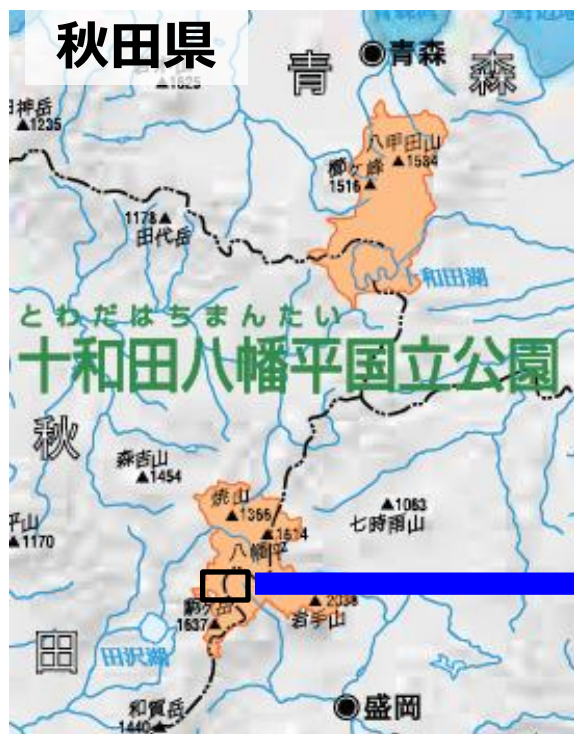 秋田県
青森
青 森
▲1625
▲1235
八甲田山
▲1584
櫛ヶ峰
1516▲
1178▲
田代岳
十和田湖
とわだはちまんたい
十和田八幡平国立公園
秋
森吉山
▲1454
焼山
▲1366
▲1614
八幡平
▲1063
七時雨山
▲1170
駒ヶ岳
1637▲
▲2038
岩手山
田
田沢湖
和賀岳
1440▲
盛岡